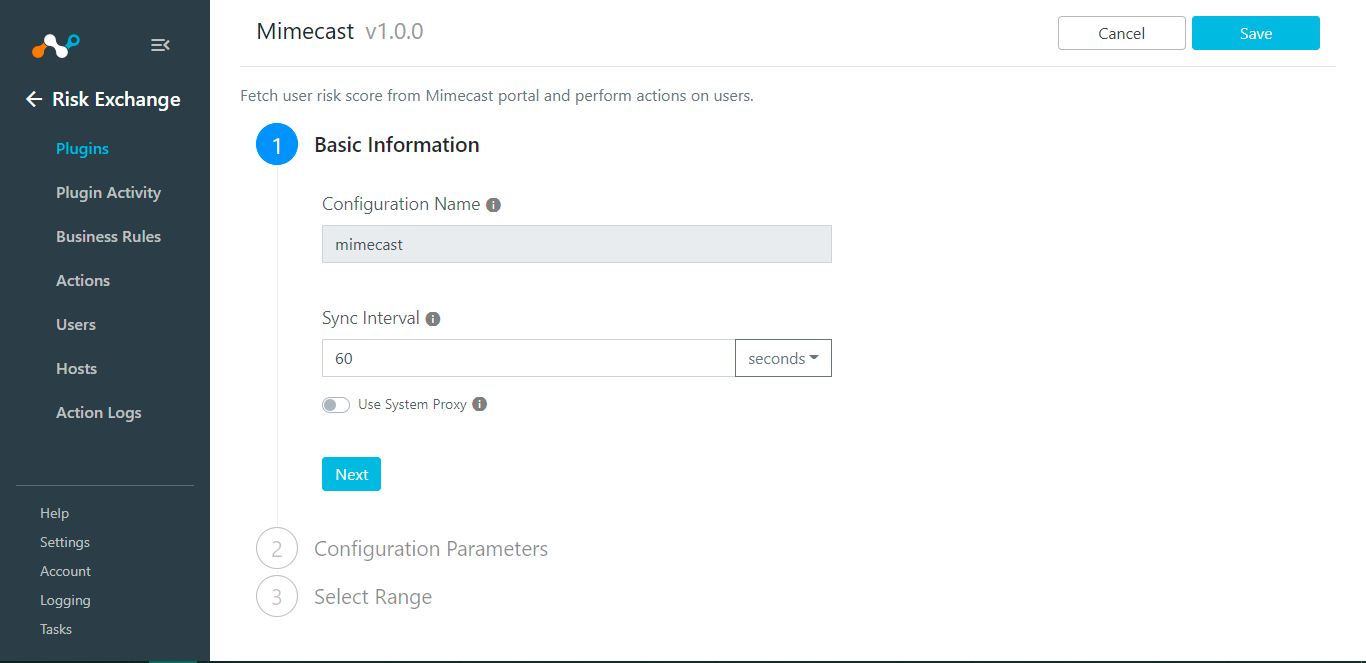 Risk Exchange
Plugins
Plugin Activity
Business Rules
Actions
Users
Hosts
Action Logs
Help
Settings
Account
Logging
Tasks
Mimecast v1.0.0
Cancel
Save
Fetch user risk score from Mimecast portal and perform actions on users.
1 Basic Information
Configuration Name
mimecast
Sync Interval
60 seconds
Use System Proxy
Next
2 Configuration Parameters
3 Select Range